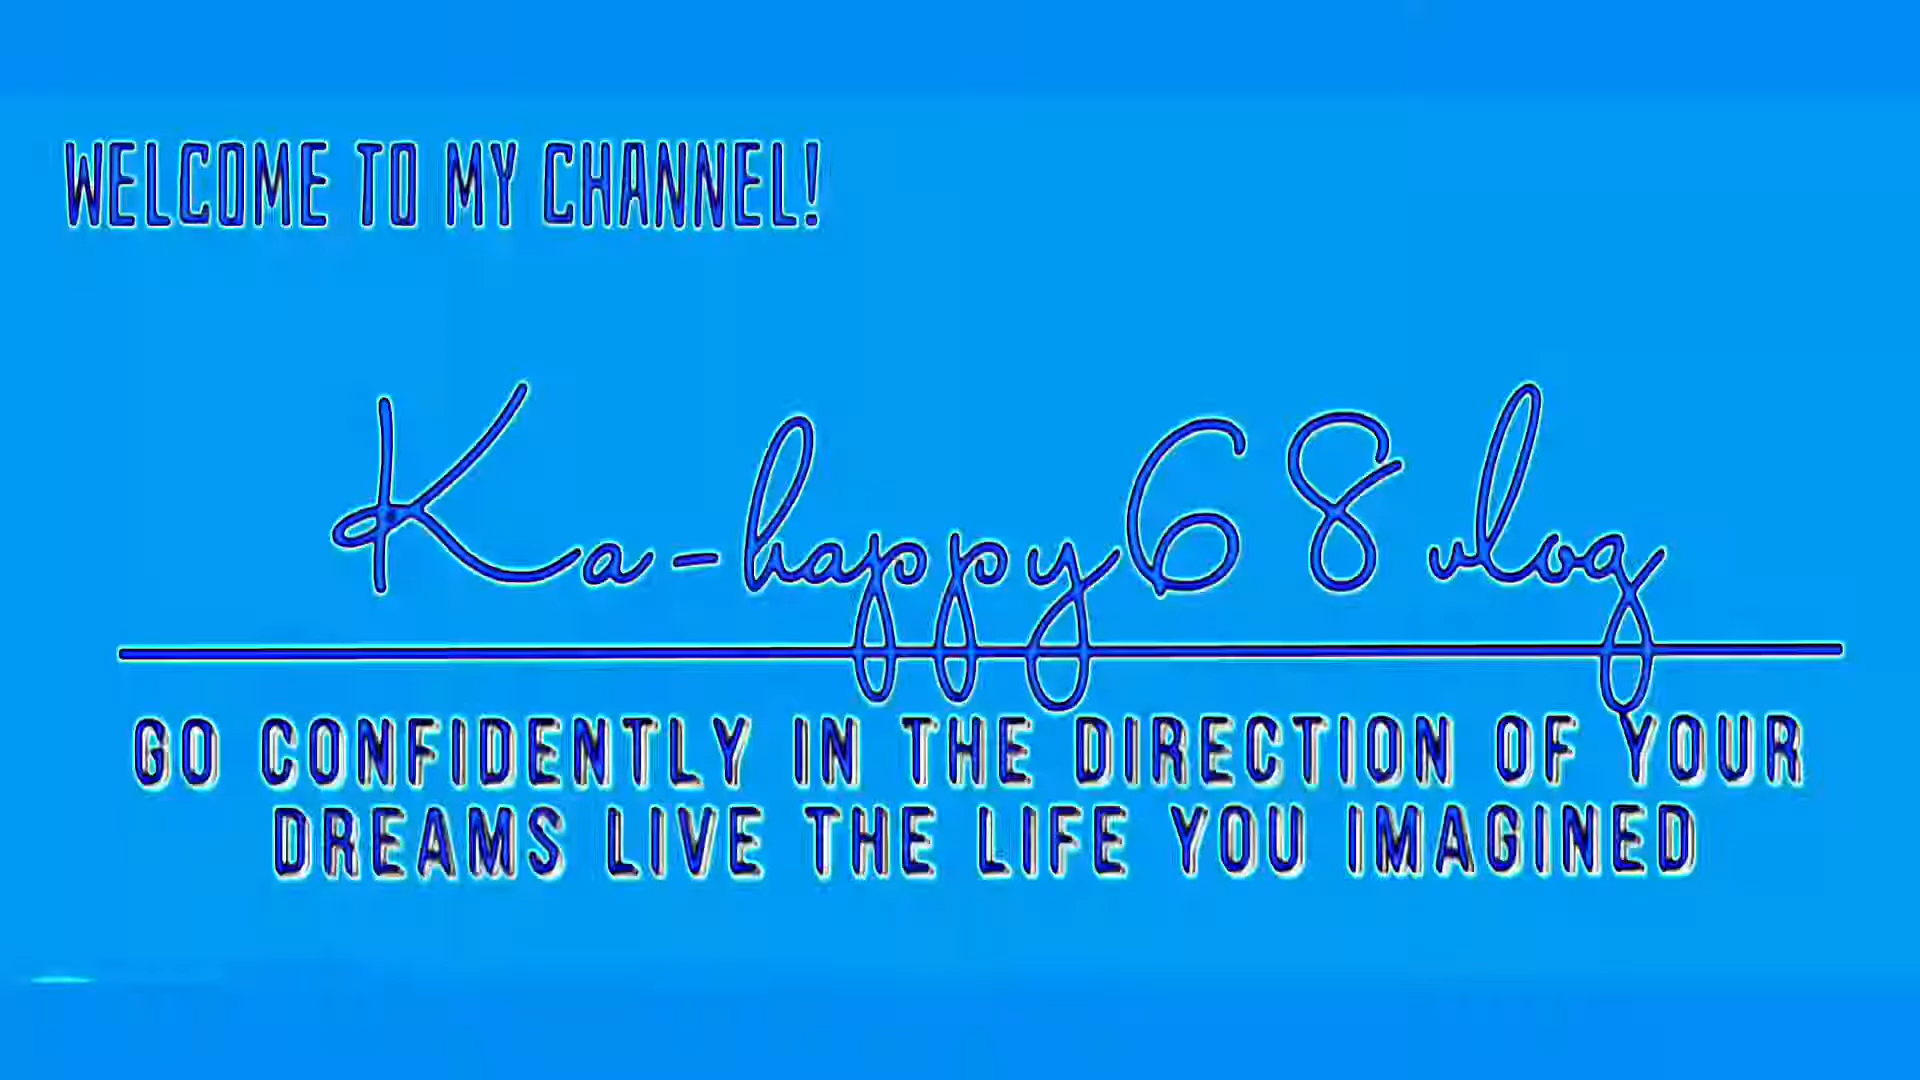 WELCOME TO MY CHANNEL!
Ka-happy68 vlog
GO CONFIDENTLY IN THE DIRECTION OF YOUR
DREAMS LIVE THE LIFE YOU IMAGINED